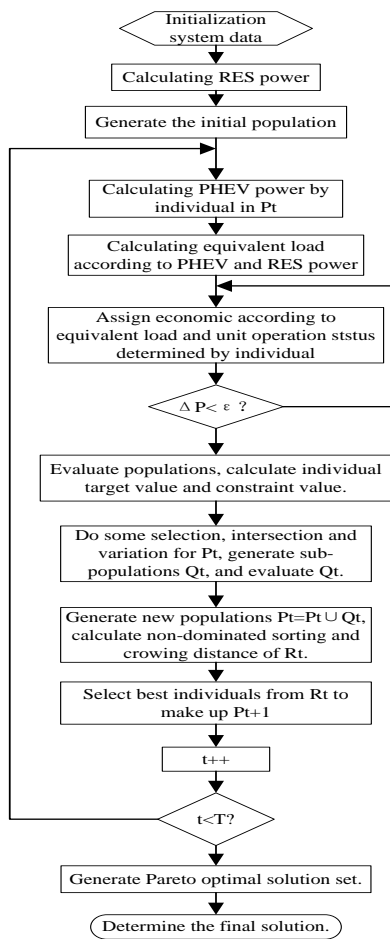 Initialization
system data
Calculating RES power
Generate the initial population
Calculating PHEV power by
individual in Pt
Calculating equivalent load
according to PHEV and RES power
Assign economic according to
equivalent load and unit operation ststus
determined by individual
Δ P< ε ?
Evaluate populations, calculate individual
target value and constraint value.
Do some selection, intersection and
variation for Pt, generate sub-
populations Qt, and evaluate Qt.
Generate new populations Pt=Pt∪Qt,
calculate non-dominated sorting and
crowing distance of Rt.
Select best individuals from Rt to
make up Pt+1
t++
t<T?
Generate Pareto optimal solution set.
Determine the final solution.